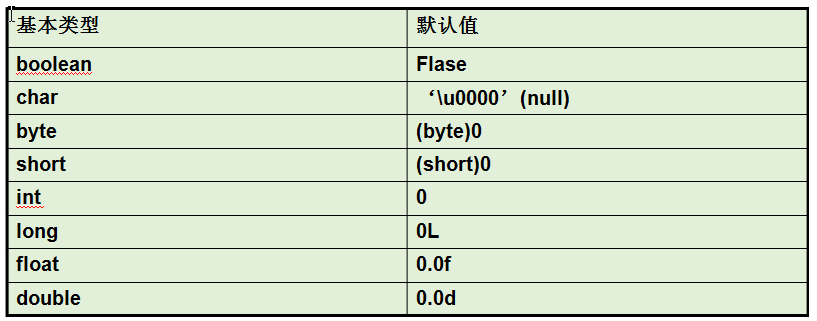 基本类型 默认值
boolean Flase
char ‘\u0000’(null)
byte (byte)0
short (short)0
int 0
long 0L
float 0.0f
double 0.0d